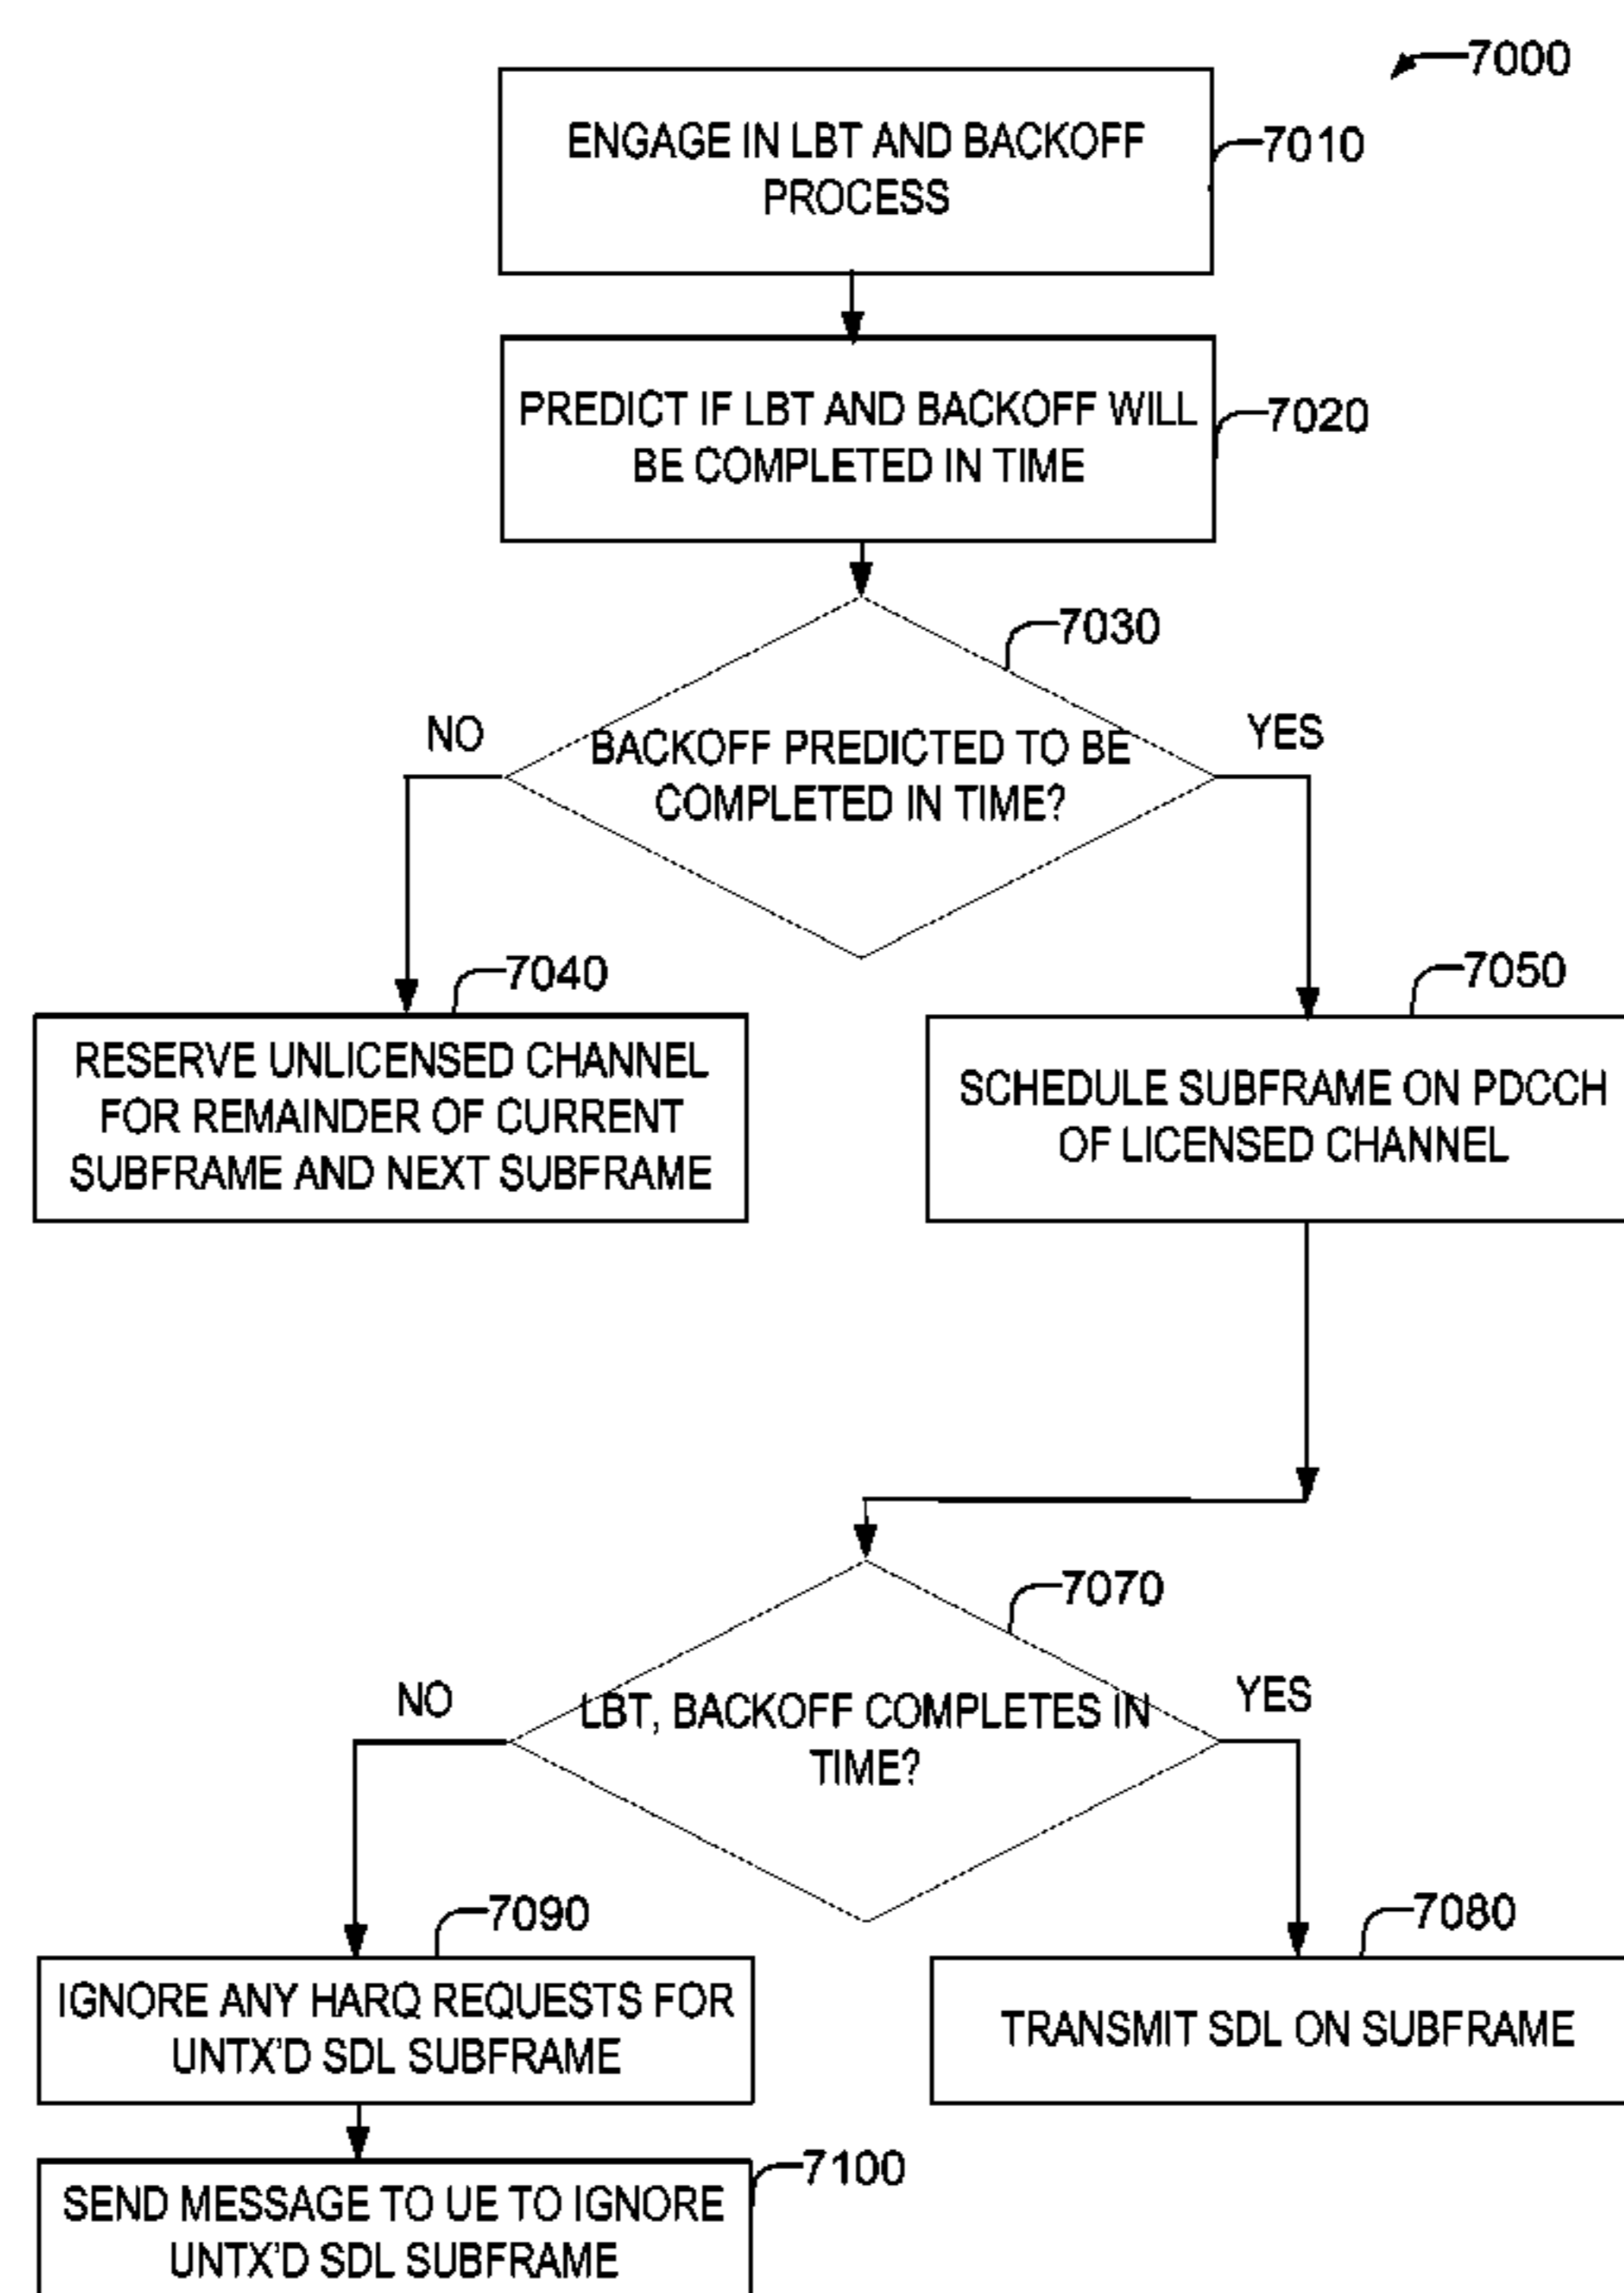 7000
ENGAGE IN LBT AND BACKOFF
PROCESS
7010
PREDICT IF LBT AND BACKOFF WILL
BE COMPLETED IN TIME
7020
7030
NO
BACKOFF PREDICTED TO BE
COMPLETED IN TIME?
YES
7040
RESERVE UNLICENSED CHANNEL
FOR REMAINDER OF CURRENT
SUBFRAME AND NEXT SUBFRAME
7050
SCHEDULE SUBFRAME ON PDCCH
OF LICENSED CHANNEL
7070
NO
LBT, BACKOFF COMPLETES IN
TIME?
YES
7090
IGNORE ANY HARQ REQUESTS FOR
UNTX'D SDL SUBFRAME
7080
TRANSMIT SDL ON SUBFRAME
7100
SEND MESSAGE TO UE TO IGNORE
UNTX'D SDL SUBFRAME